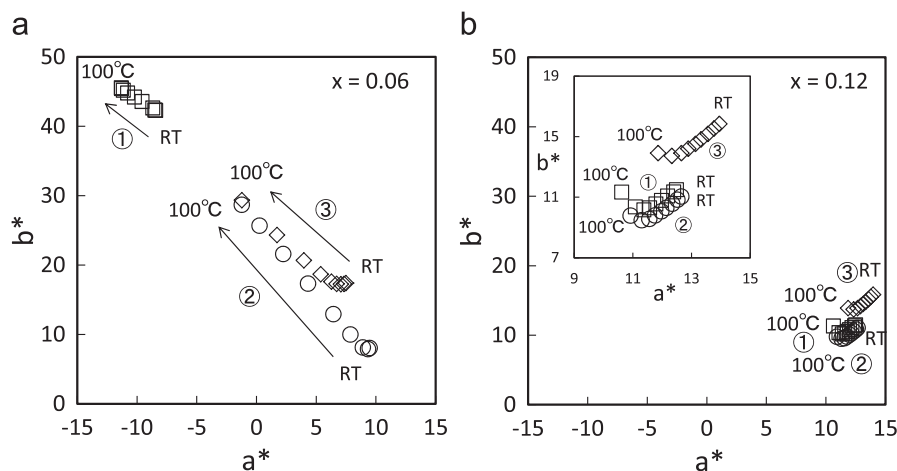 a
b
50
40
30
20
10
0
b*
-15 -10 -5 0 5 10 15
a*
x = 0.06
100°C
①
RT
100°C
③
100°C
②
RT
RT
50
40
30
20
10
0
b*
-15 -10 -5 0 5 10 15
a*
x = 0.12
19
15
11
7
b*
9 11 13 15
a*
RT
100°C
③
100°C
①
RT
RT
100°C
②
③ RT
100°C
100°C
① RT
100°C ②